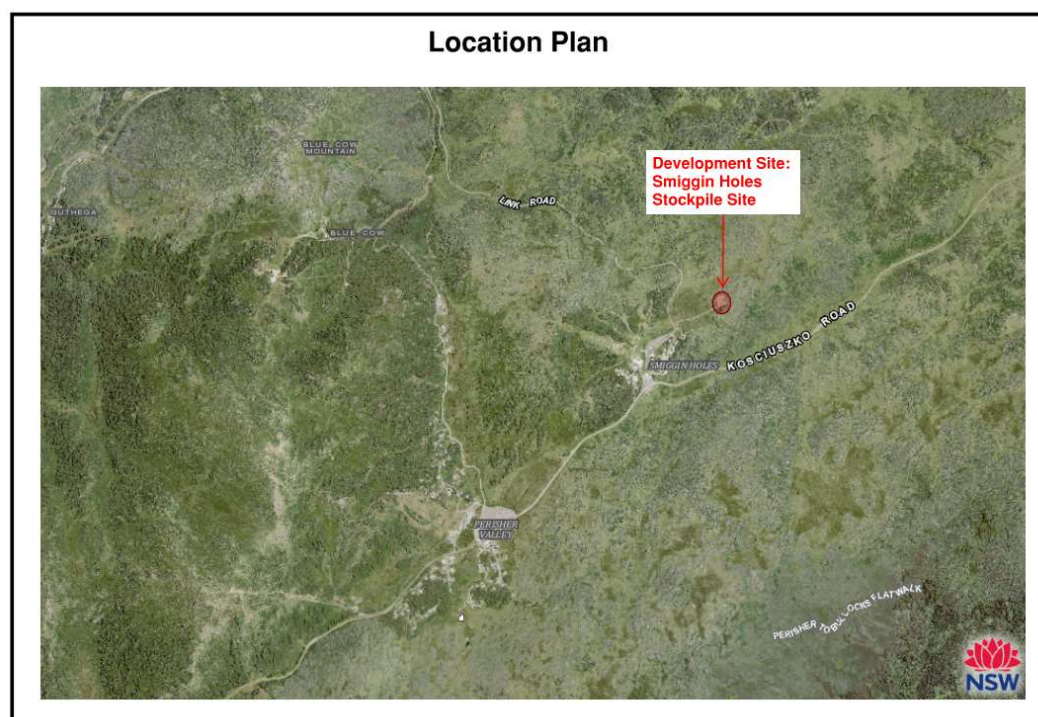 Location Plan
BLUE COW
MOUNTAIN
Development Site:
Smiggin Holes
Stockpile Site
GUTHEGA
LINK ROAD
BLUE COW
KOSCIUSZKO ROAD
SMIGGIN HOLES
PERISHER
VALLEY
PERISHER TO BULLOCKS FLAT WALK
NSW